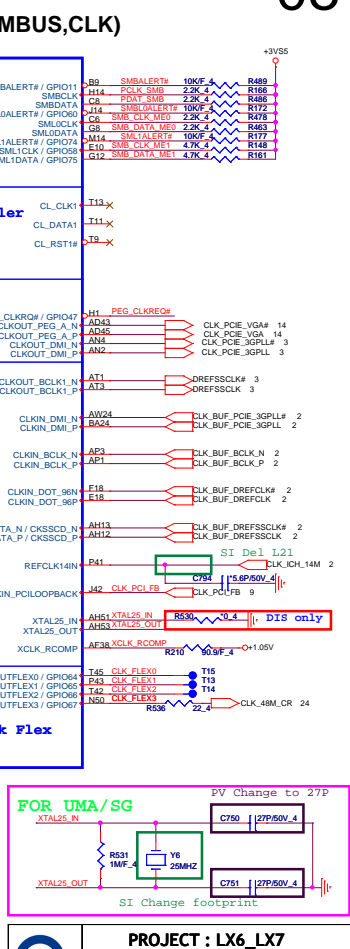 MBUS,CLK)
+3VS5
BALERT# / GPIO11 B9 SMBALERT# 10K/F_4 R489
SMBCLK H14 PCLK_SMB 2.2K_4 R166
SMBDATA C8 PDAT_SMB 2.2K_4 R486
0ALERT# / GPIO60 J14 SMBL0ALERT# 10K/F_4 R172
SML0CLK C6 SMB_CLK_ME0 2.2K_4 R478
SML0DATA G8 SMB_DATA_ME0 2.2K_4 R463
ML1ALERT# / GPIO74 M14 SML1ALERT# 10K/F_4 R177
SML1CLK / GPIO58 E10 SMB_CLK_ME1 4.7K_4 R148
SML1DATA / GPIO75 G12 SMB_DATA_ME1 4.7K_4 R161
ler
CL_CLK1 T13
CL_DATA1 T11
CL_RST1# T9
_CLKRQ# / GPIO47 H1 PEG_CLKREQ#
CLKOUT_PEG_A_N AD43 CLK_PCIE_VGA# 14
CLKOUT_PEG_A_P AD45 CLK_PCIE_VGA 14
CLKOUT_DMI_N AN4 CLK_PCIE_3GPLL# 3
CLKOUT_DMI_P AN2 CLK_PCIE_3GPLL 3
CLKOUT_BCLK1_N AT1 DREFSSCLK# 3
CLKOUT_BCLK1_P AT3 DREFSSCLK 3
CLKIN_DMI_N AW24 CLK_BUF_PCIE_3GPLL# 2
CLKIN_DMI_P BA24 CLK_BUF_PCIE_3GPLL 2
CLKIN_BCLK_N AP3 CLK_BUF_BCLK_N 2
CLKIN_BCLK_P AP1 CLK_BUF_BCLK_P 2
CLKIN_DOT_96N F18 CLK_BUF_DREFCLK# 2
CLKIN_DOT_96P E18 CLK_BUF_DREFCLK 2
TA_N / CKSSCD_N AH13 CLK_BUF_DREFSSCLK# 2
TA_P / CKSSCD_P AH12 CLK_BUF_DREFSSCLK 2
SI Del L21
REFCLK14IN P41 CLK_ICH_14M 2
C794 *5.6P/50V_4
KIN_PCILOOPBACK J42 CLK_PCI_FB CLK_PCI_FB 9
XTAL25_IN AH51 XTAL25_IN R530 *0_4 DIS only
XTAL25_OUT AH53 XTAL25_OUT
XCLK_RCOMP AF38 XCLK_RCOMP R210 90.9/F_4 +1.05V
UTFLEX0 / GPIO64 T45 CLK_FLEX0 T15
UTFLEX1 / GPIO65 P43 CLK_FLEX1 T13
UTFLEX2 / GPIO66 T42 CLK_FLEX2 T14
UTFLEX3 / GPIO67 N50 CLK_FLEX3 R536 22_4 CLK_48M_CR 24
k Flex
PV Change to 27P
FOR UMA/SG
XTAL25_IN C750 27P/50V_4
R531 1M/F_4 Y6 25MHZ
XTAL25_OUT C751 27P/50V_4
SI Change footprint
PROJECT : LX6_LX7